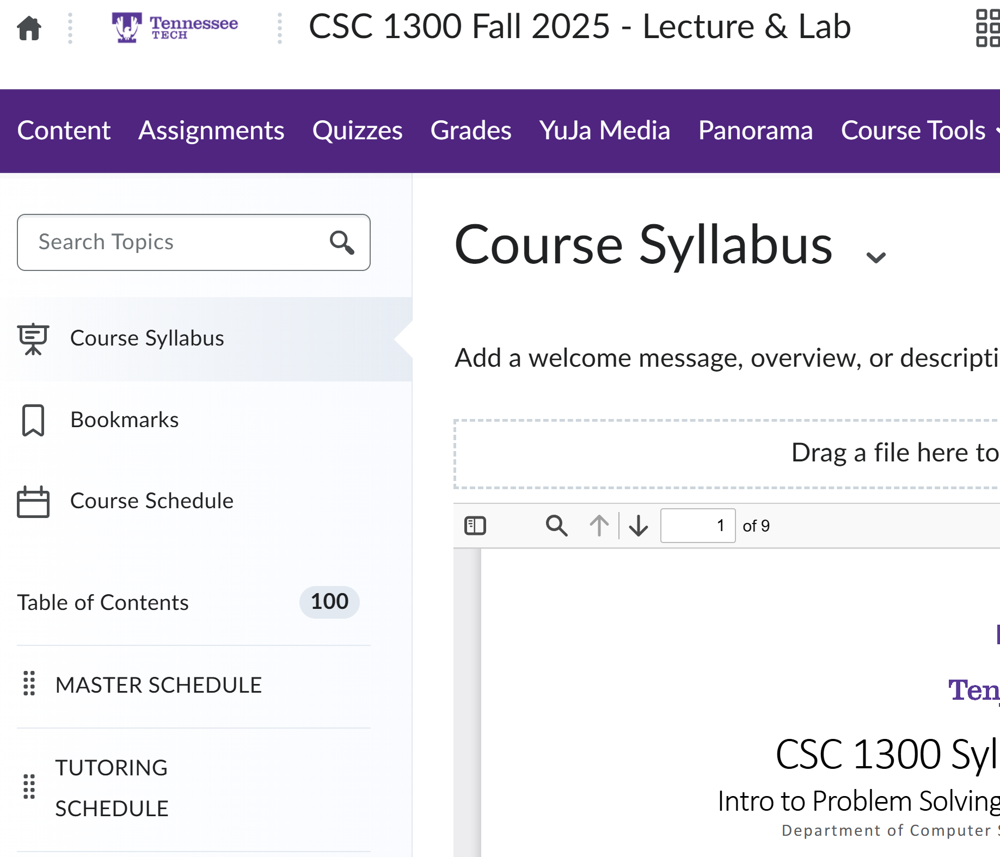 Tennessee
TECH
CSC 1300 Fall 2025 - Lecture & Lab
Content Assignments Quizzes Grades YuJa Media Panorama Course Tools
Search Topics
Course Syllabus
Bookmarks
Course Schedule
Table of Contents 100
MASTER SCHEDULE
TUTORING
SCHEDULE
Course Syllabus
Add a welcome message, overview, or descripti
Drag a file here to
1 of 9
Ten
CSC 1300 Syl
Intro to Problem Solving
Department of Computer